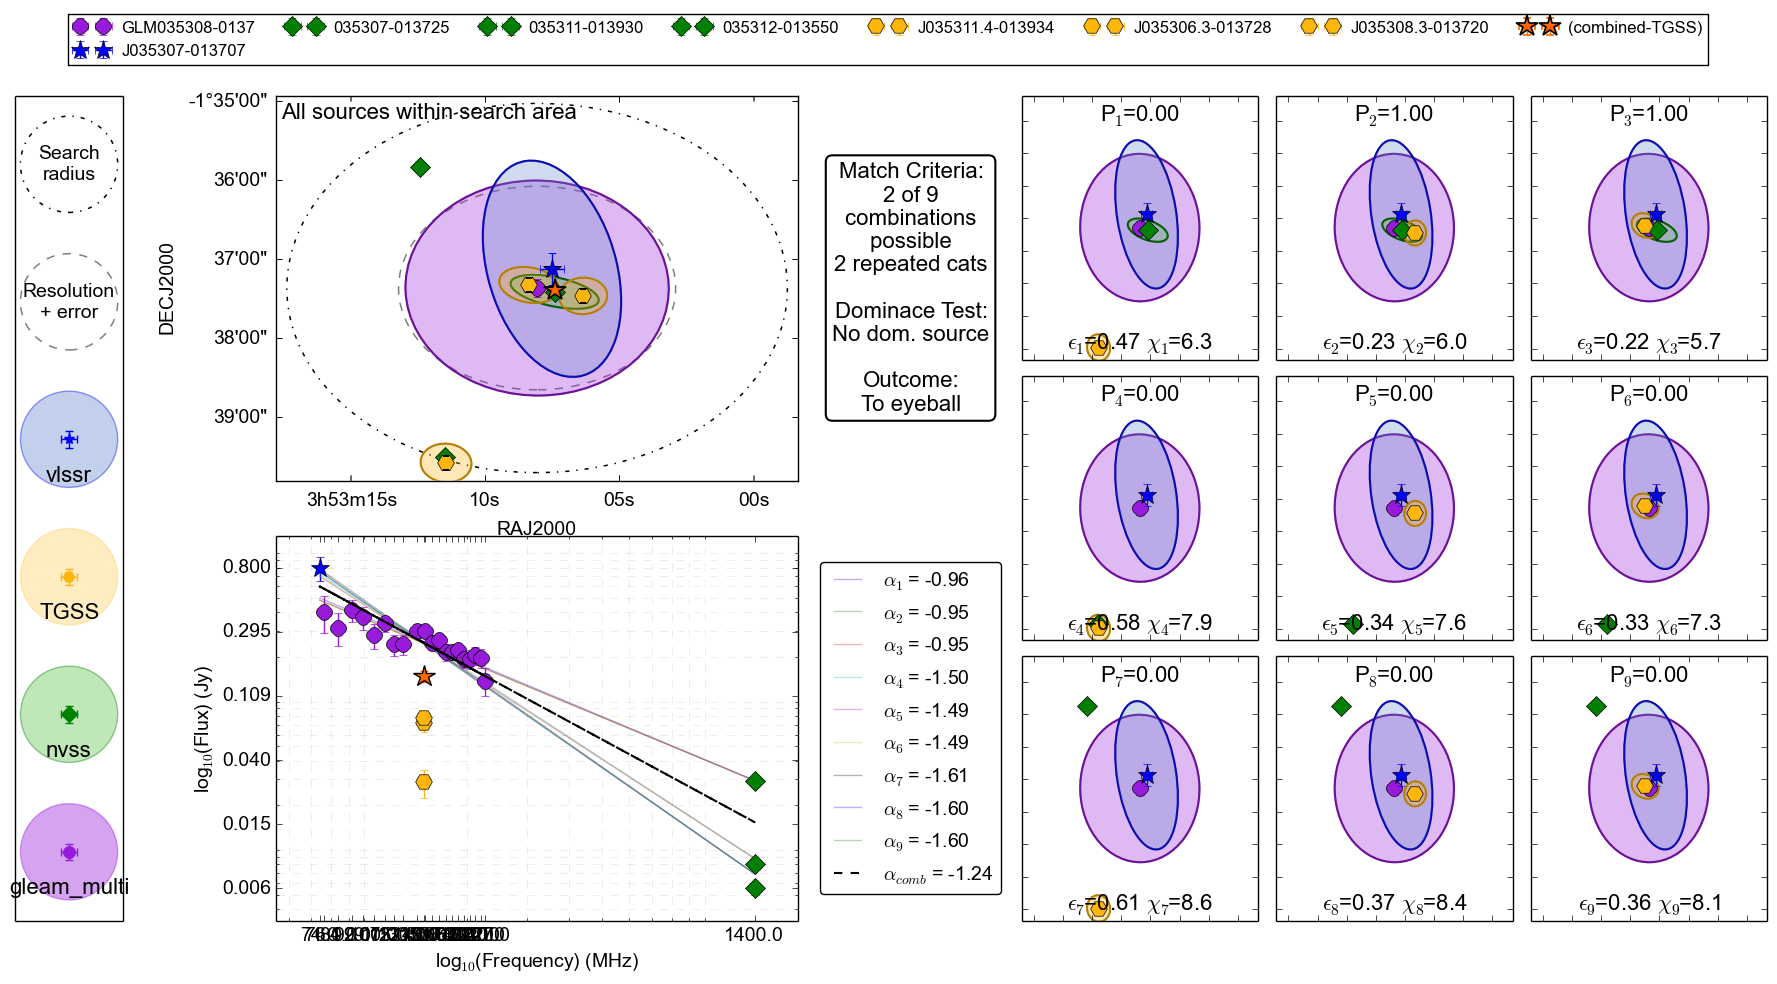 GLM035308-0137 035307-013725 035311-013930 035312-013550 J035311.4-013934 J035306.3-013728 J035308.3-013720 (combined-TGSS)
J035307-013707
Search
radius
Resolution
+ error
vlssr
TGSS
nvss
gleam_multi
All sources within search area
-1°35'00"
36'00"
37'00"
38'00"
39'00"
DECJ2000
3h53m15s 10s 05s 00s
RAJ2000
Match Criteria:
2 of 9
combinations
possible
2 repeated cats
Dominace Test:
No dom. source
Outcome:
To eyeball
0.800
0.295
0.109
0.040
0.015
0.006
log10(Flux) (Jy)
1400.0
log10(Frequency) (MHz)
α1 = -0.96
α2 = -0.95
α3 = -0.95
α4 = -1.50
α5 = -1.49
α6 = -1.49
α7 = -1.61
α8 = -1.60
α9 = -1.60
αcomb = -1.24
P1=0.00
ϵ1=0.47 χ1=6.3
P2=1.00
ϵ2=0.23 χ2=6.0
P3=1.00
ϵ3=0.22 χ3=5.7
P4=0.00
ϵ4=0.58 χ4=7.9
P5=0.00
ϵ5=0.34 χ5=7.6
P6=0.00
ϵ6=0.33 χ6=7.3
P7=0.00
ϵ7=0.61 χ7=8.6
P8=0.00
ϵ8=0.37 χ8=8.4
P9=0.00
ϵ9=0.36 χ9=8.1